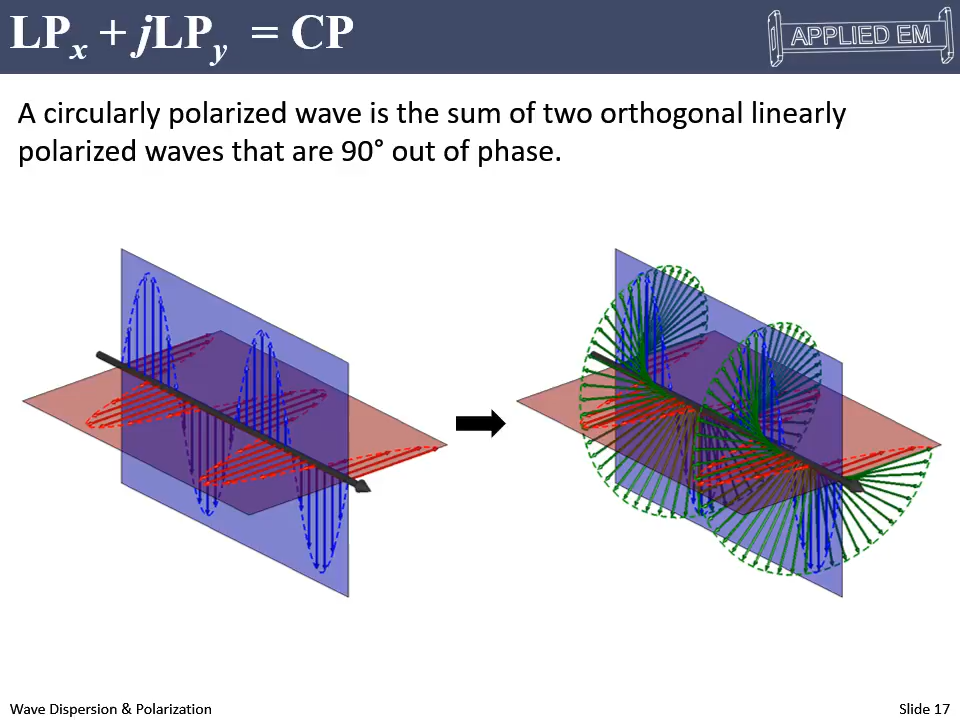 LPx + jLPy = CP
APPLIED EM
A circularly polarized wave is the sum of two orthogonal linearly
polarized waves that are 90° out of phase.
Wave Dispersion & Polarization
Slide 17